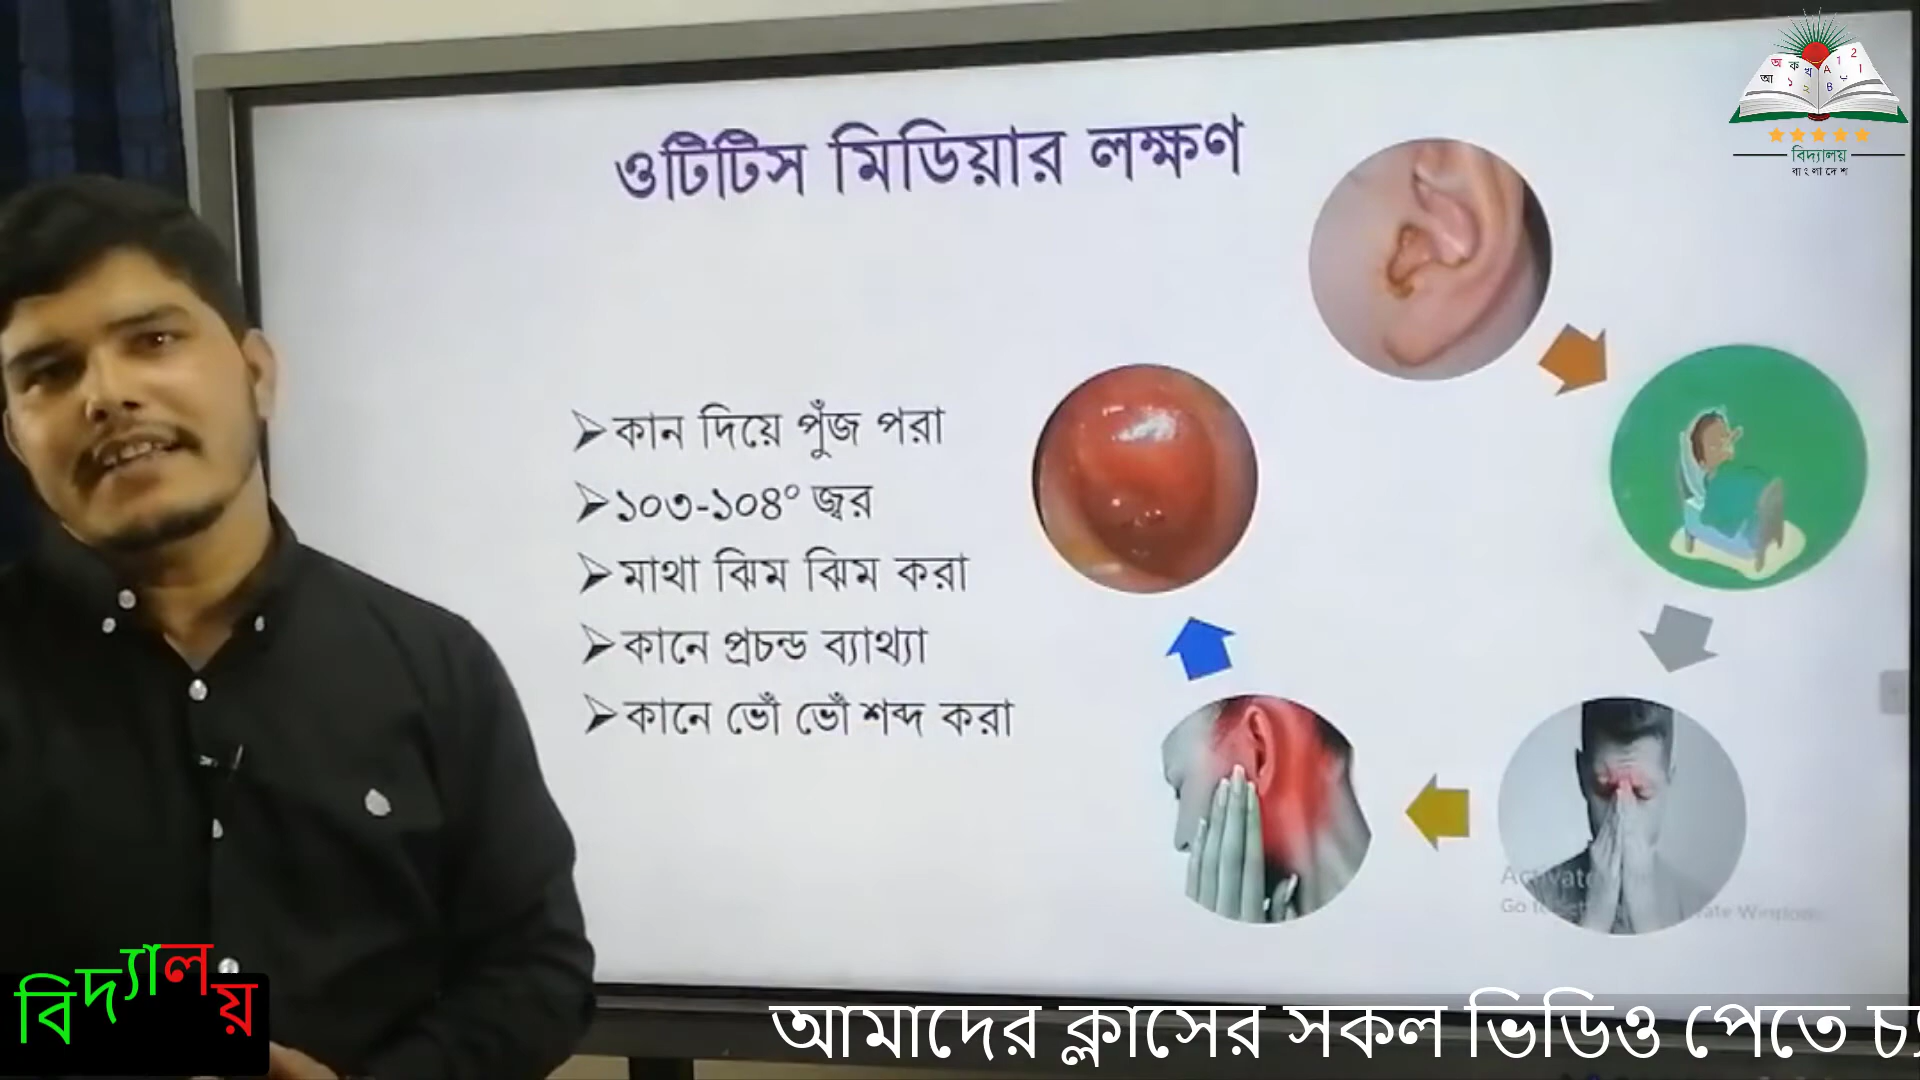 ওটিটিস মিডিয়ার লক্ষণ
➢কান দিয়ে পুঁজ পরা
➢১০৩-১০৪° জ্বর
➢মাথা ঝিম ঝিম করা
➢কানে প্রচন্ড ব্যাথ্যা
➢কানে ভোঁ ভোঁ শব্দ করা
বিদ্যালয়
বাংলাদেশ
বিদ্যালয়
আমাদের ক্লাসের সকল ভিডিও পেতে